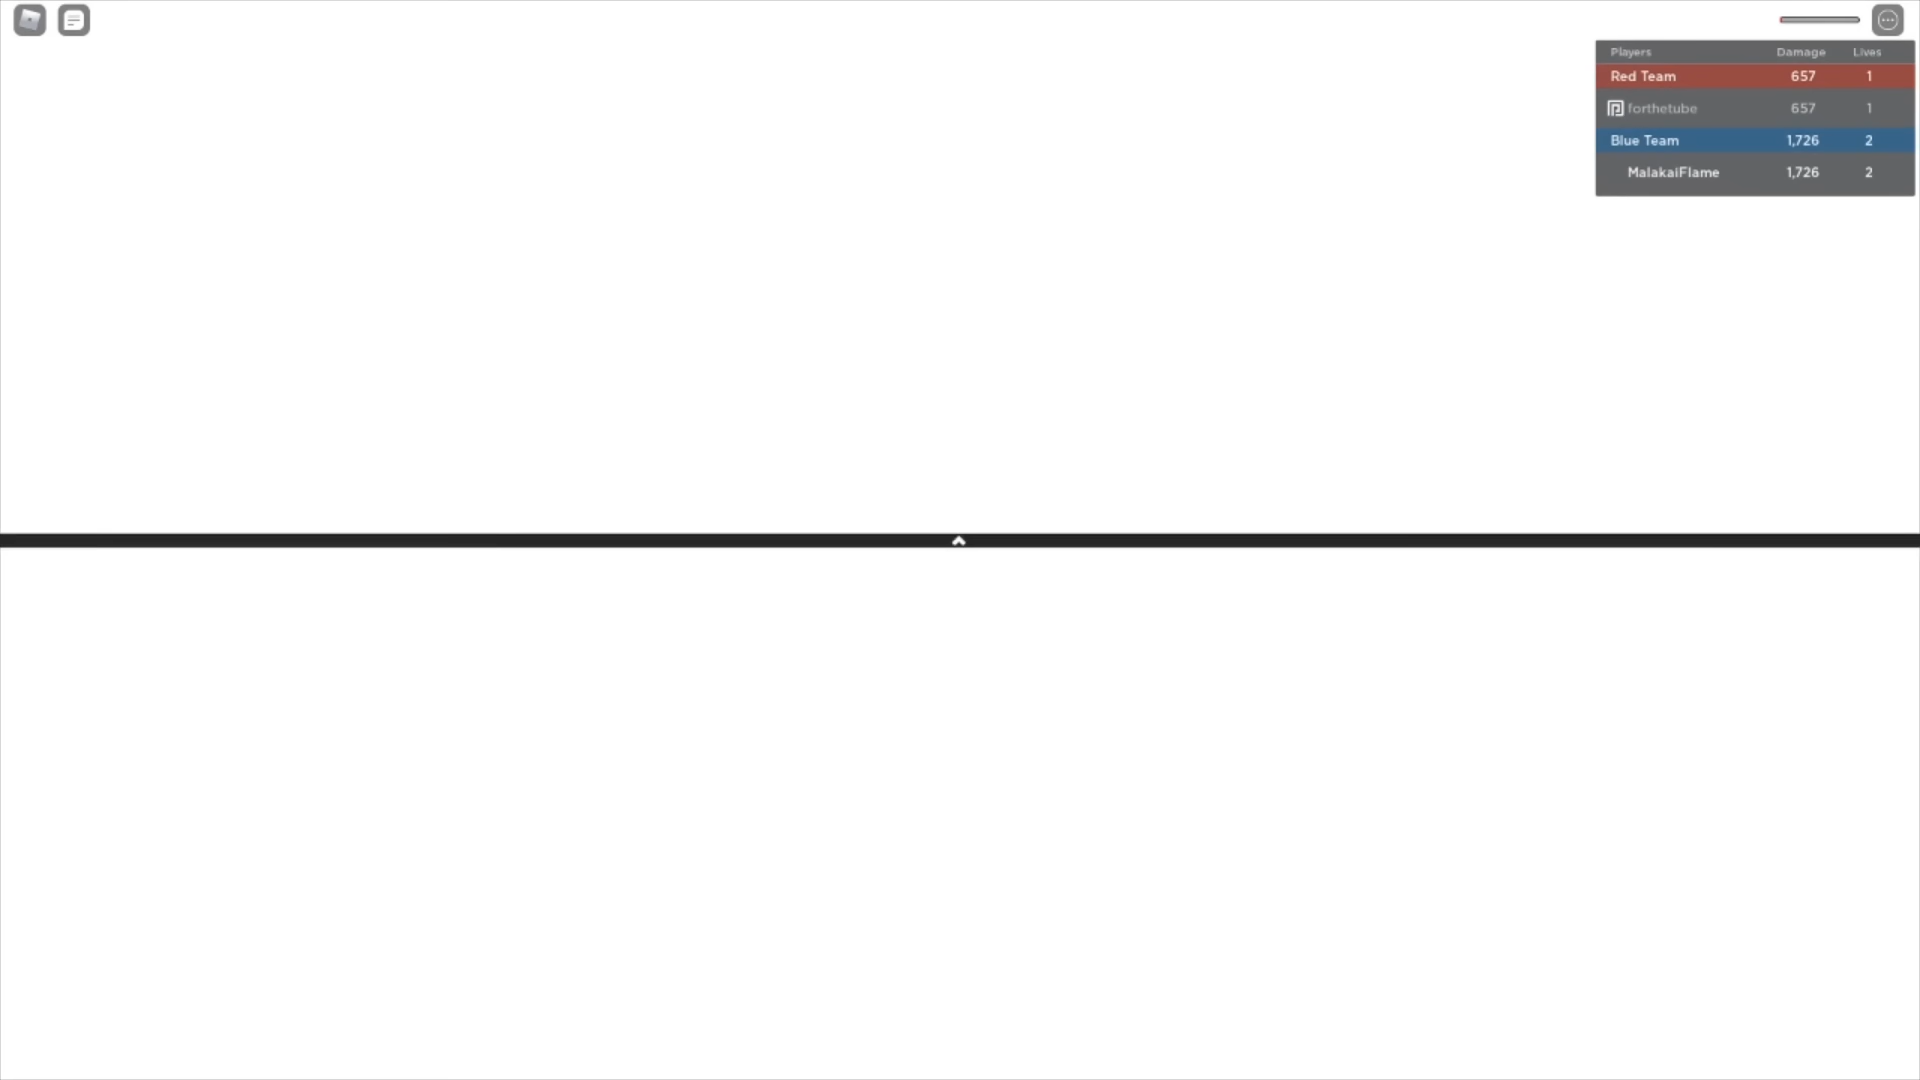 Players Damage Lives
Red Team 657 1
forthetube 657 1
Blue Team 1,726 2
MalakaiFlame 1,726 2